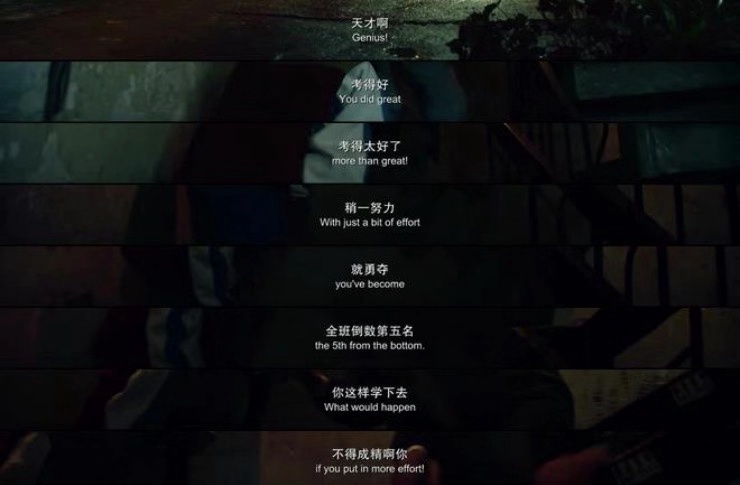 天才啊
Genius!
考得好
You did great
考得太好了
more than great!
稍一努力
With just a bit of effort
就勇夺
you've become
全班倒数第五名
the 5th from the bottom.
你这样学下去
What would happen
不得成精啊你
if you put in more effort!